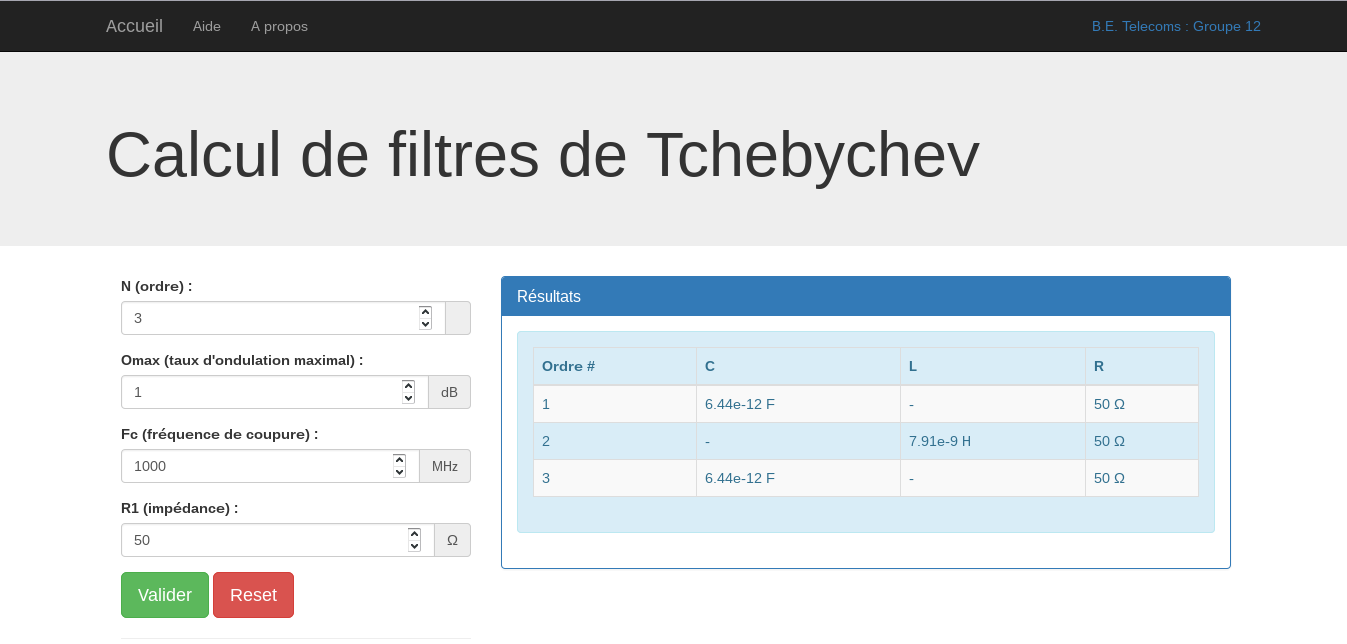 Accueil Aide A propos B.E. Telecoms : Groupe 12
Calcul de filtres de Tchebychev
N (ordre) :
3
Omax (taux d'ondulation maximal) :
1 dB
Fc (fréquence de coupure) :
1000 MHz
R1 (impédance) :
50 Ω
Valider Reset
Résultats
Ordre # C L R
1 6.44e-12 F - 50 Ω
2 - 7.91e-9 H 50 Ω
3 6.44e-12 F - 50 Ω